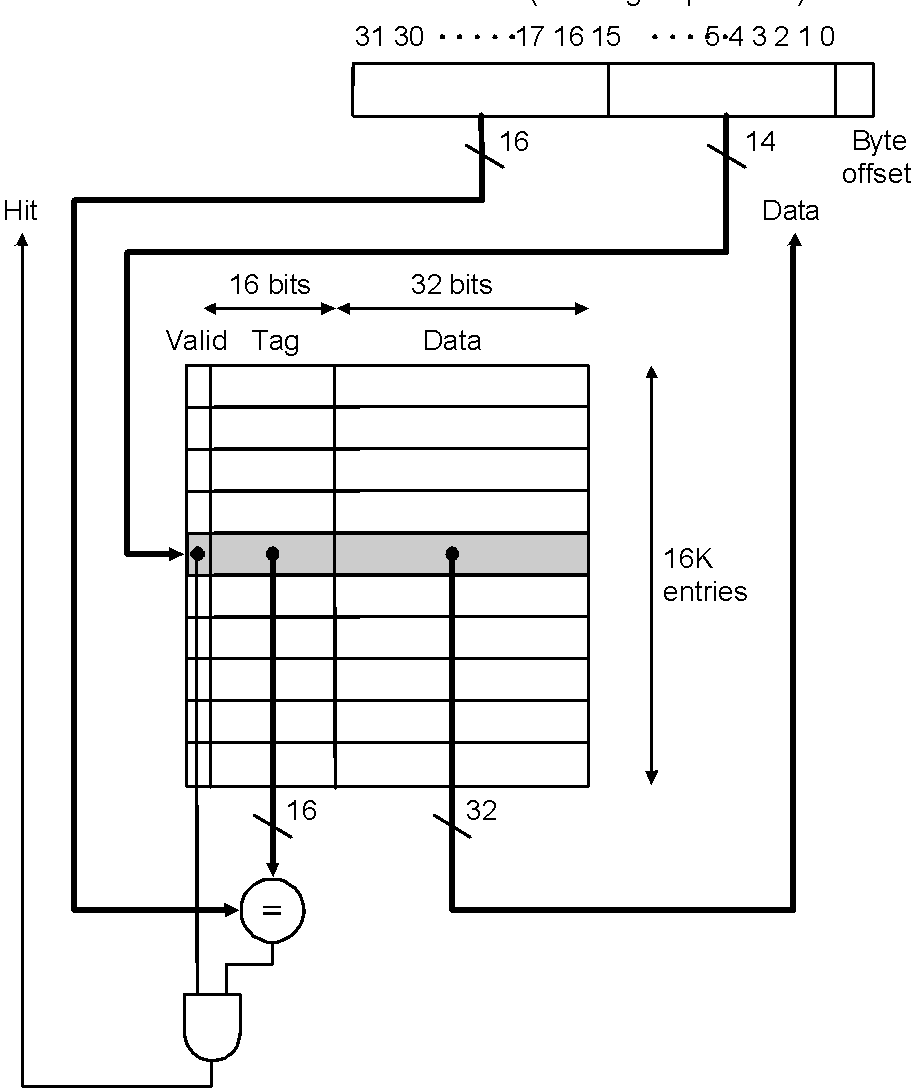 31 30 ·····17 16 15 ····5·4 3 2 1 0
16
14
Byte
offset
Hit
Data
16 bits
32 bits
Valid
Tag
Data
16K
entries
16
32
=